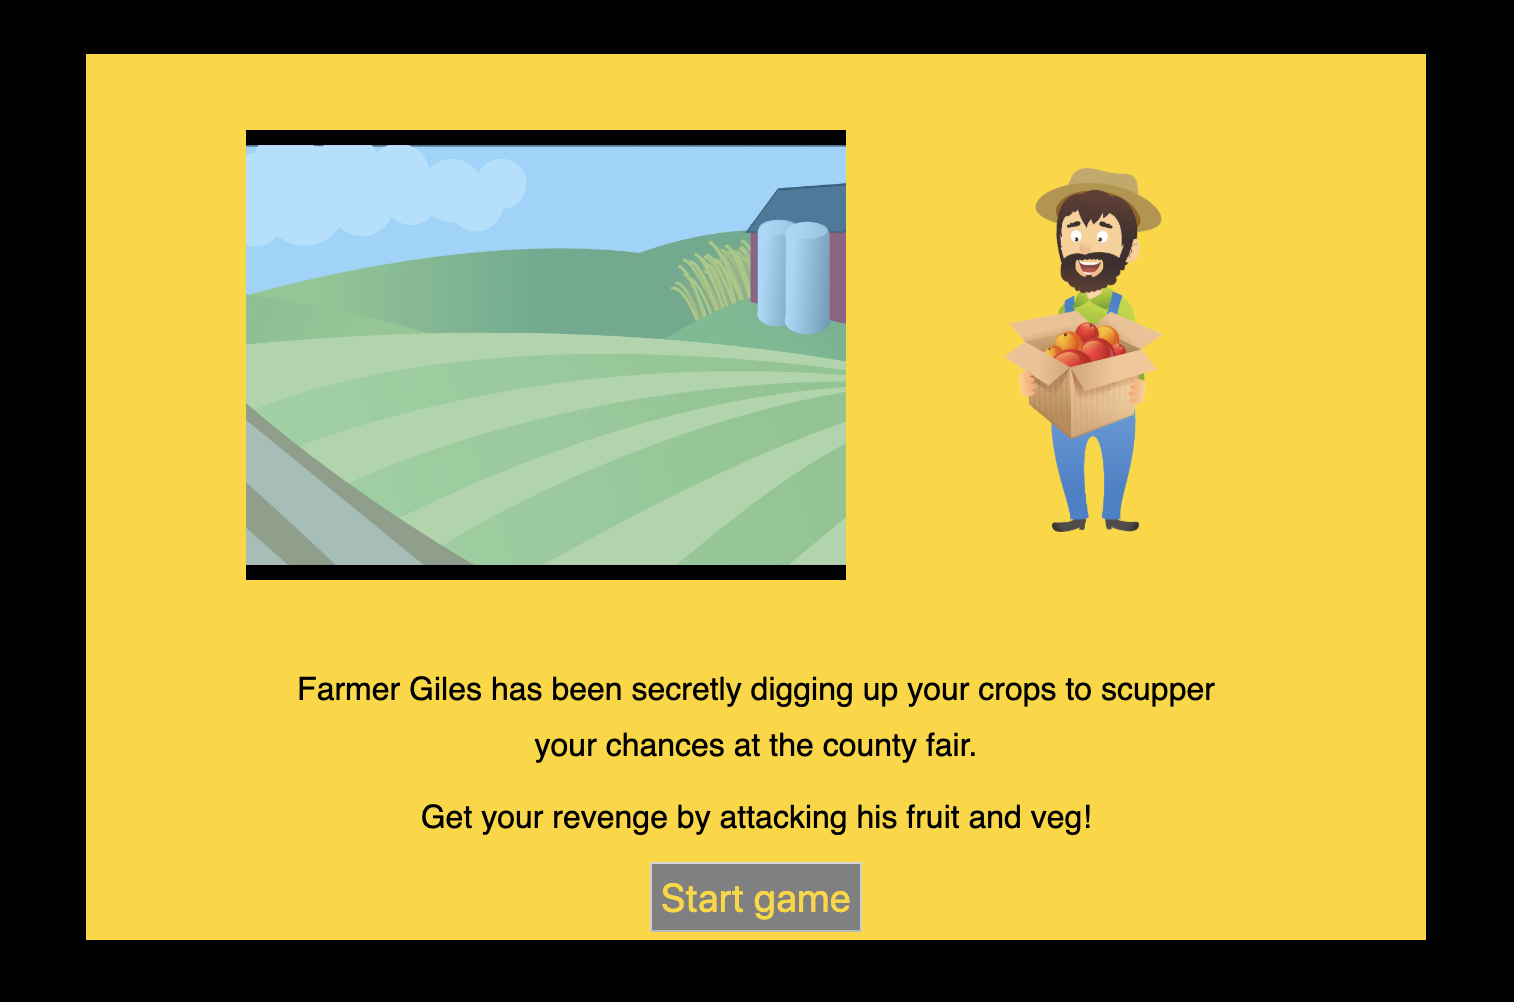 Farmer Giles has been secretly digging up your crops to scupper
your chances at the county fair.
Get your revenge by attacking his fruit and veg!
Start game